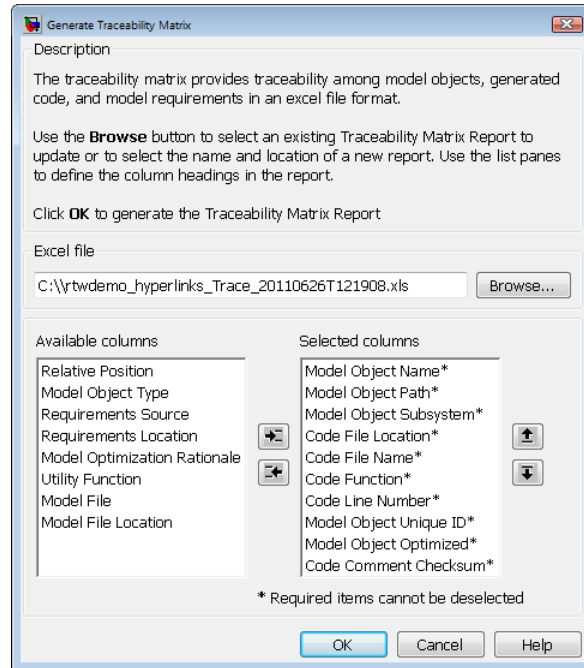 Generate Traceability Matrix
Description
The traceability matrix provides traceability among model objects, generated
code, and model requirements in an excel file format.
Use the Browse button to select an existing Traceability Matrix Report to
update or to select the name and location of a new report. Use the list panes
to define the column headings in the report.
Click OK to generate the Traceability Matrix Report
Excel file
C:\\rtwdemo_hyperlinks_Trace_20110626T121908.xls
Browse...
Available columns
Relative Position
Model Object Type
Requirements Source
Requirements Location
Model Optimization Rationale
Utility Function
Model File
Model File Location
Selected columns
Model Object Name*
Model Object Path*
Model Object Subsystem*
Code File Location*
Code File Name*
Code Function*
Code Line Number*
Model Object Unique ID*
Model Object Optimized*
Code Comment Checksum*
* Required items cannot be deselected
OK
Cancel
Help